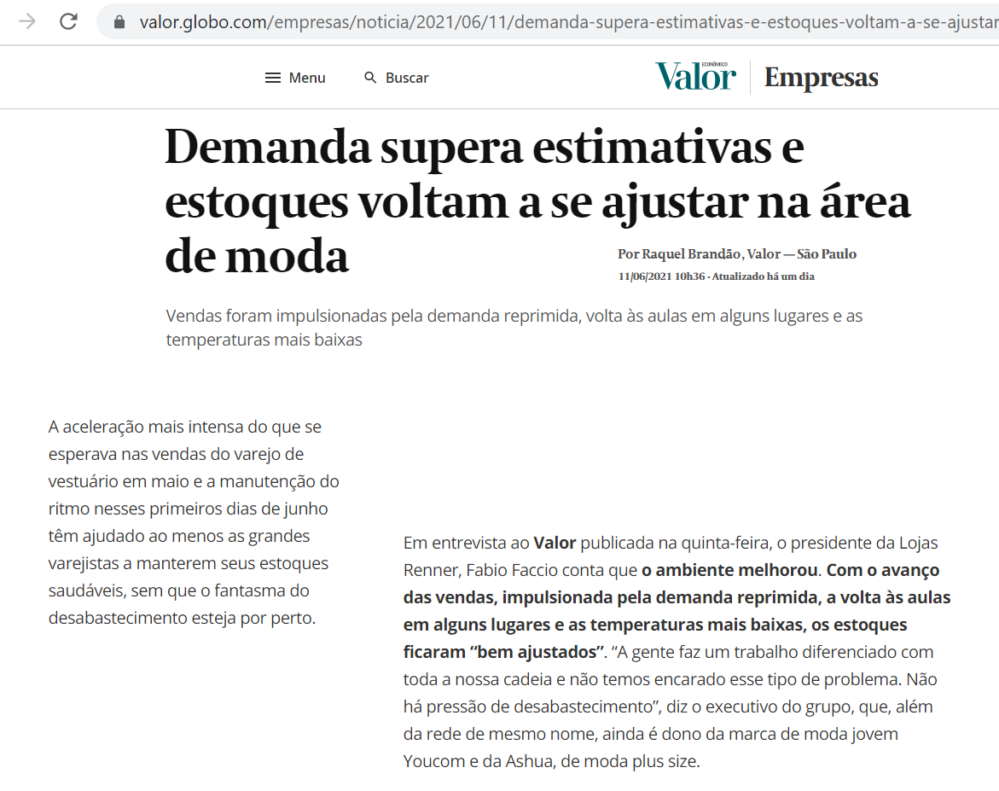 valor.globo.com/empresas/noticia/2021/06/11/demanda-supera-estimativas-e-estoques-voltam-a-se-ajustar
Menu
Buscar
Valor
ECONÔMICO
Empresas
Demanda supera estimativas e
estoques voltam a se ajustar na área
de moda
Por Raquel Brandão, Valor — São Paulo
11/06/2021 10h36 · Atualizado há um dia
Vendas foram impulsionadas pela demanda reprimida, volta às aulas em alguns lugares e as
temperaturas mais baixas
A aceleração mais intensa do que se
esperava nas vendas do varejo de
vestuário em maio e a manutenção do
ritmo nesses primeiros dias de junho
têm ajudado ao menos as grandes
varejistas a manterem seus estoques
saudáveis, sem que o fantasma do
desabastecimento esteja por perto.
Em entrevista ao Valor publicada na quinta-feira, o presidente da Lojas
Renner, Fabio Faccio conta que o ambiente melhorou. Com o avanço
das vendas, impulsionada pela demanda reprimida, a volta às aulas
em alguns lugares e as temperaturas mais baixas, os estoques
ficaram “bem ajustados”. “A gente faz um trabalho diferenciado com
toda a nossa cadeia e não temos encarado esse tipo de problema. Não
há pressão de desabastecimento”, diz o executivo do grupo, que, além
da rede de mesmo nome, ainda é dono da marca de moda jovem
Youcom e da Ashua, de moda plus size.